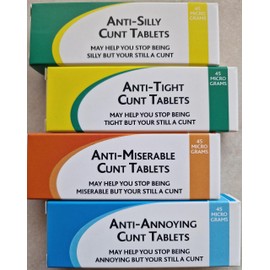 ANTI-SILLY
CUNT TABLETS
45
MICRO
GRAMS
MAY HELP YOU STOP BEING
SILLY BUT YOUR STILL A CUNT
ANTI-TIGHT
CUNT TABLETS
45
MICRO
GRAMS
MAY HELP YOU STOP BEING
TIGHT BUT YOUR STILL A CUNT
ANTI-MISERABLE
CUNT TABLETS
45
MICRO
GRAMS
MAY HELP YOU STOP BEING
MISERABLE BUT YOUR STILL A CUNT
ANTI-ANNOYING
CUNT TABLETS
45
MICRO
GRAMS
MAY HELP YOU STOP BEING
ANNOYING BUT YOUR STILL A CUNT